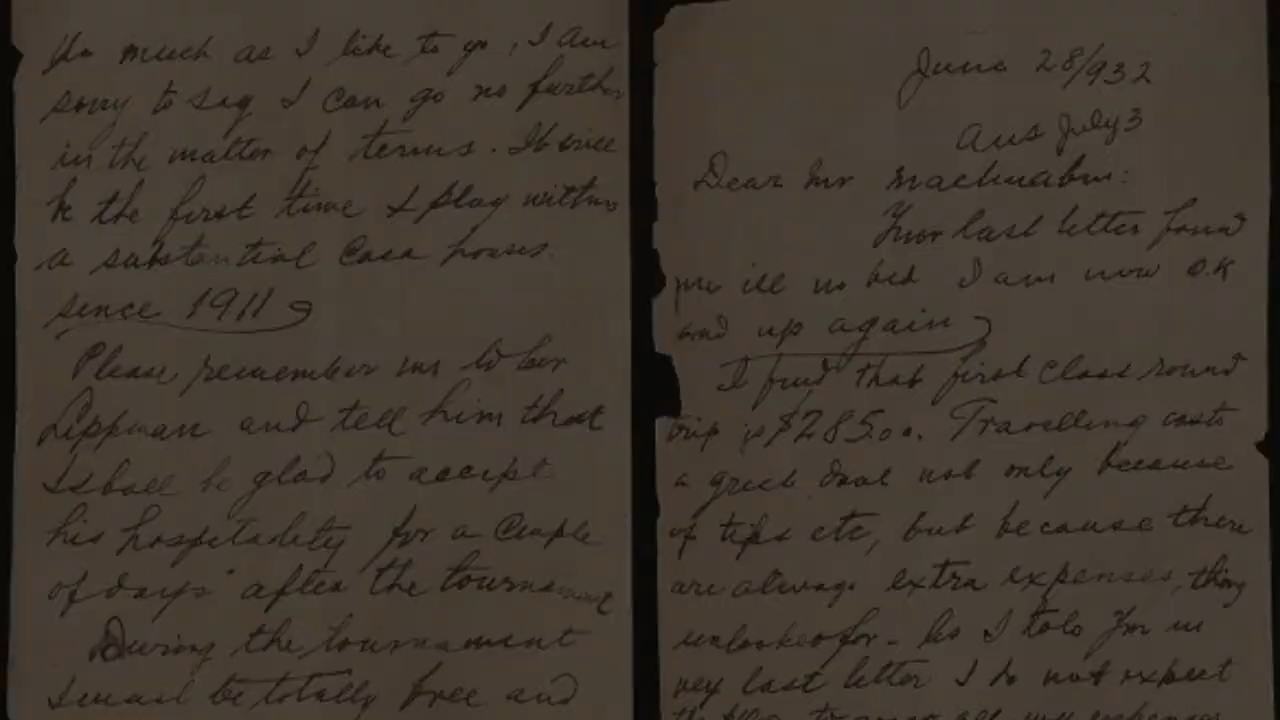 as much as I like to go, I am
sorry to say I can go no further
in the matter of terms. It will
be the first time I play without
a substantial cash
since 1911
Please remember me to Mr
Lippman and tell him that
I shall be glad to accept
his hospitality for a couple
of days after the tournament
During the tournament
I must be totally free and
June 28/932
Ans July 3
Dear Mr
Your last letter found
me ill in bed I am now O.K
and up again
I find that first class round
trip is $285.00. Travelling costs
a great deal not only because
of tips etc, but because there
are always extra expenses, things
unlooked for. As I told you in
my last letter I do not expect